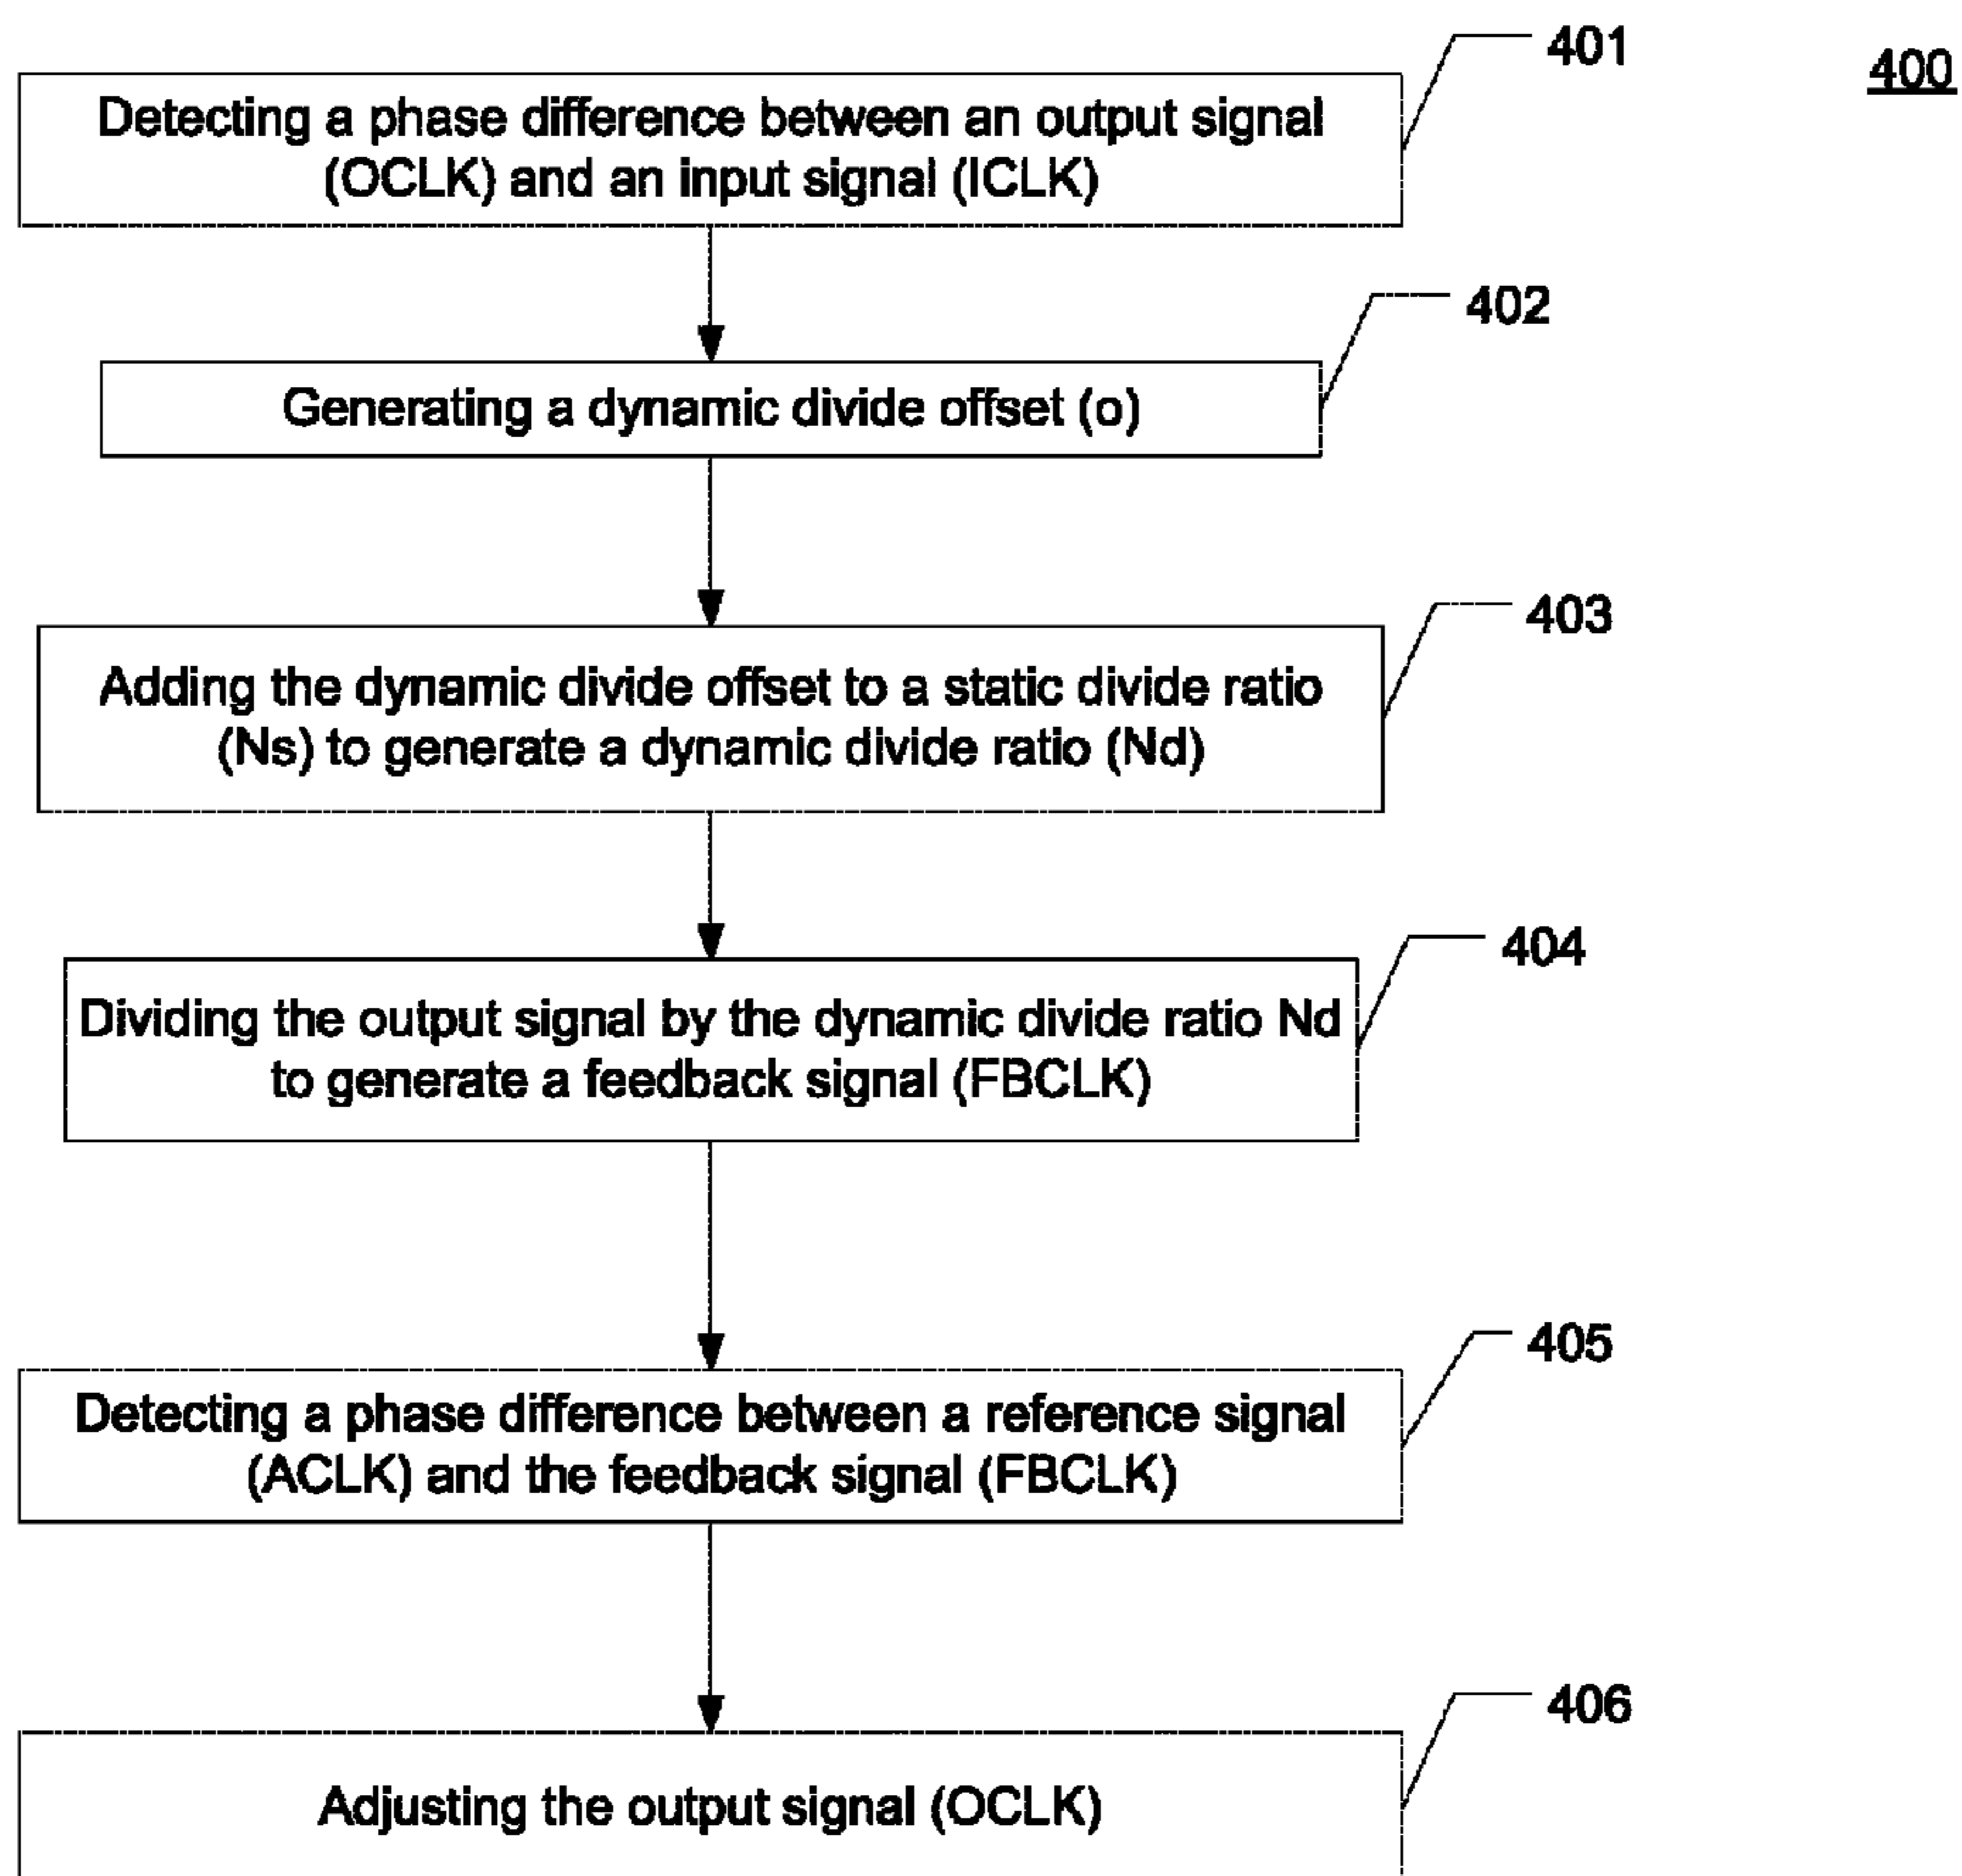 401
400
Detecting a phase difference between an output signal
(OCLK) and an input signal (ICLK)
402
Generating a dynamic divide offset (o)
403
Adding the dynamic divide offset to a static divide ratio
(Ns) to generate a dynamic divide ratio (Nd)
404
Dividing the output signal by the dynamic divide ratio Nd
to generate a feedback signal (FBCLK)
405
Detecting a phase difference between a reference signal
(ACLK) and the feedback signal (FBCLK)
406
Adjusting the output signal (OCLK)